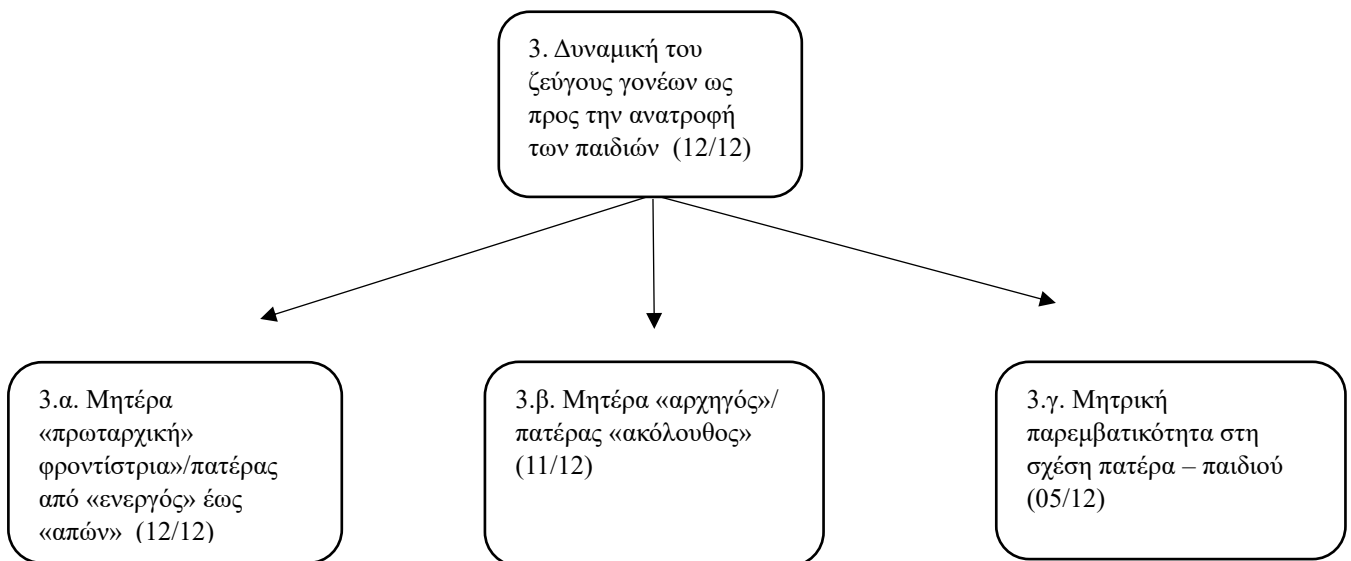 3. Δυναμική του
ζεύγους γονέων ως
προς την ανατροφή
των παιδιών  (12/12)
3.α. Μητέρα
«πρωταρχική»
φροντίστρια»/πατέρας
από «ενεργός» έως
«απών»  (12/12)
3.β. Μητέρα «αρχηγός»/
πατέρας «ακόλουθος»
(11/12)
3.γ. Μητρική
παρεμβατικότητα στη
σχέση πατέρα – παιδιού
(05/12)